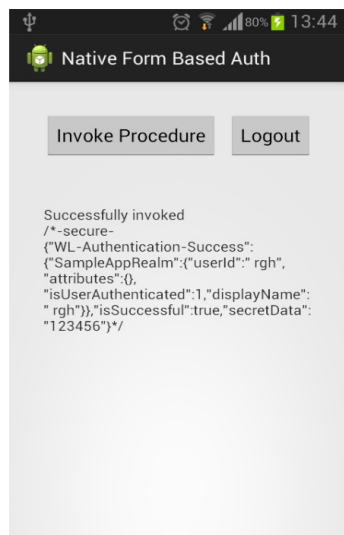 80% 13:44
Native Form Based Auth
Invoke Procedure Logout
Successfully invoked
/*-secure-
{"WL-Authentication-Success":
{"SampleAppRealm":{"userId":" rgh",
"attributes":{},
"isUserAuthenticated":1,"displayName":
" rgh"}},"isSuccessful":true,"secretData":
"123456"}*/